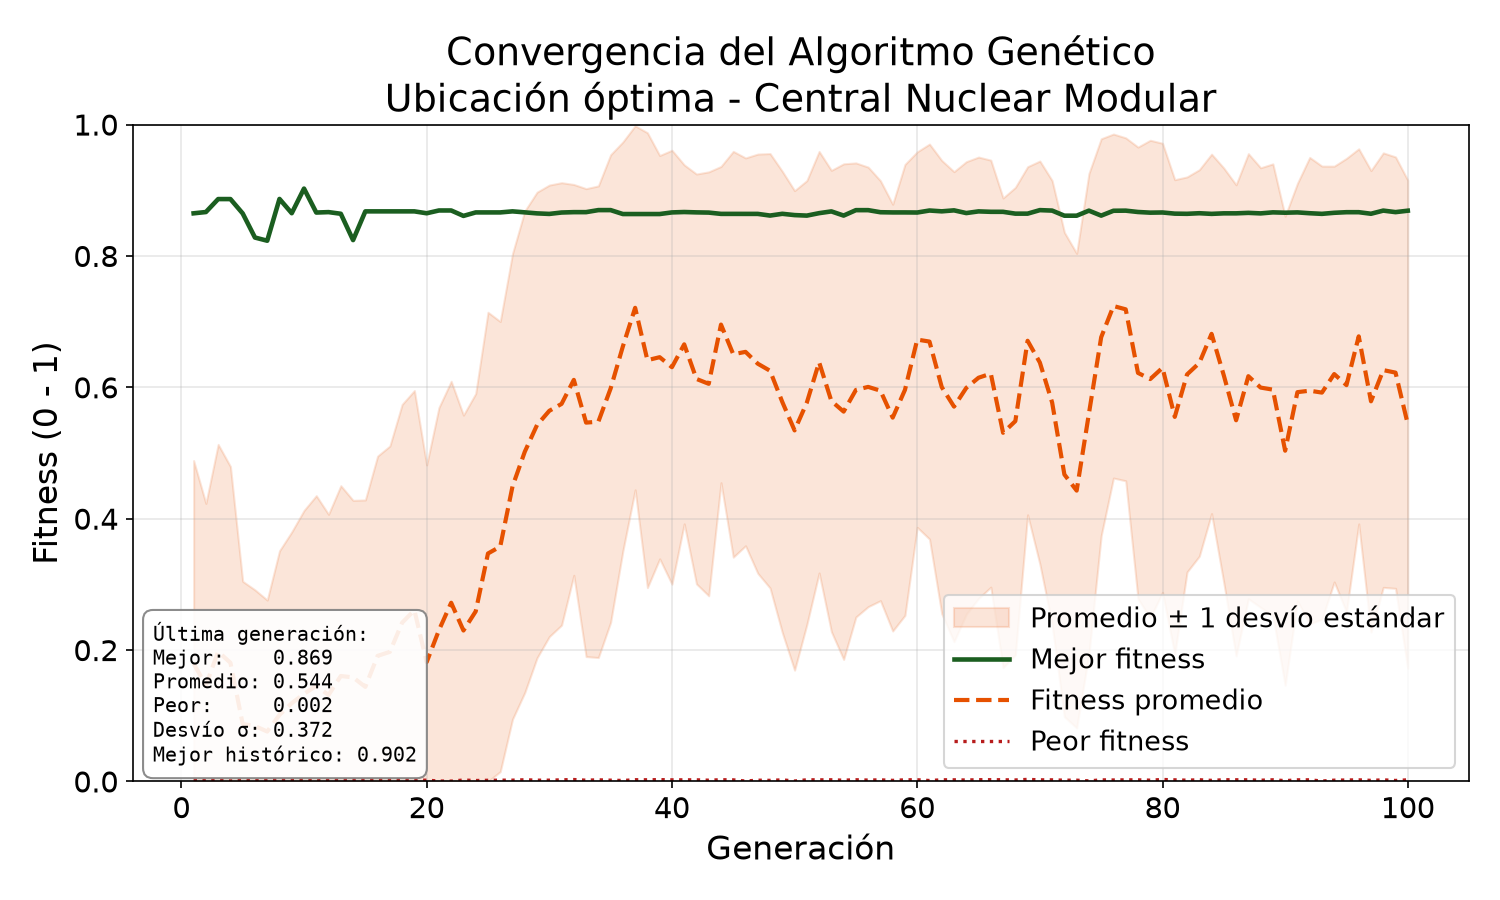 Convergencia del Algoritmo Genético
Ubicación óptima - Central Nuclear Modular
1.0
0.8
0.6
0.4
0.2
0.0
Fitness (0 - 1)
Última generación:
Mejor: 0.869
Promedio: 0.544
Peor: 0.002
Desvío σ: 0.372
Mejor histórico: 0.902
Promedio ± 1 desvío estándar
Mejor fitness
Fitness promedio
Peor fitness
0 20 40 60 80 100
Generación